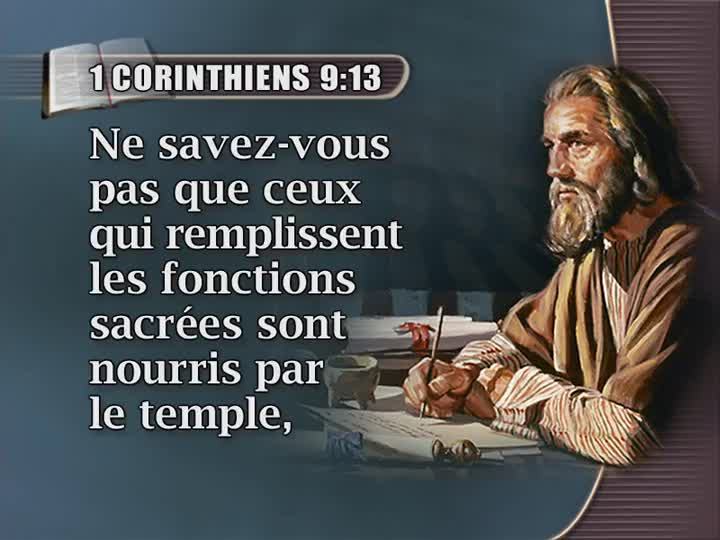 1 CORINTHIENS 9:13
Ne savez-vous
pas que ceux
qui remplissent
les fonctions
sacrées sont
nourris par
le temple,